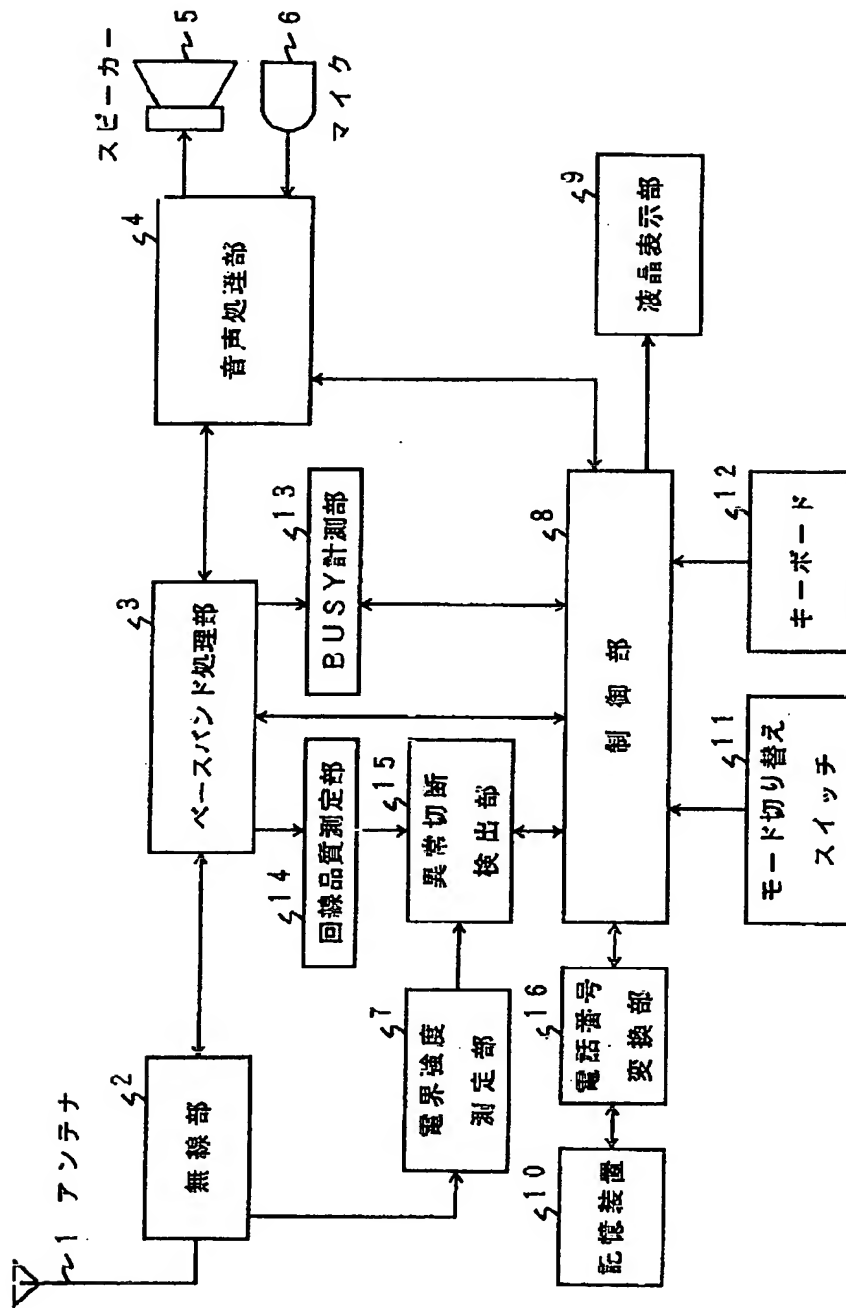 1 アンテナ
2
無線部
3
ベースバンド処理部
4
音声処理部
スピーカー
5
6
マイク
7
電界強度
測定部
14
回線品質測定部
15
異常切断
検出部
13
BUSY計測部
8
制御部
9
液晶表示部
10
記憶装置
16
電話番号
変換部
11
モード切り替え
スイッチ
12
キーボード